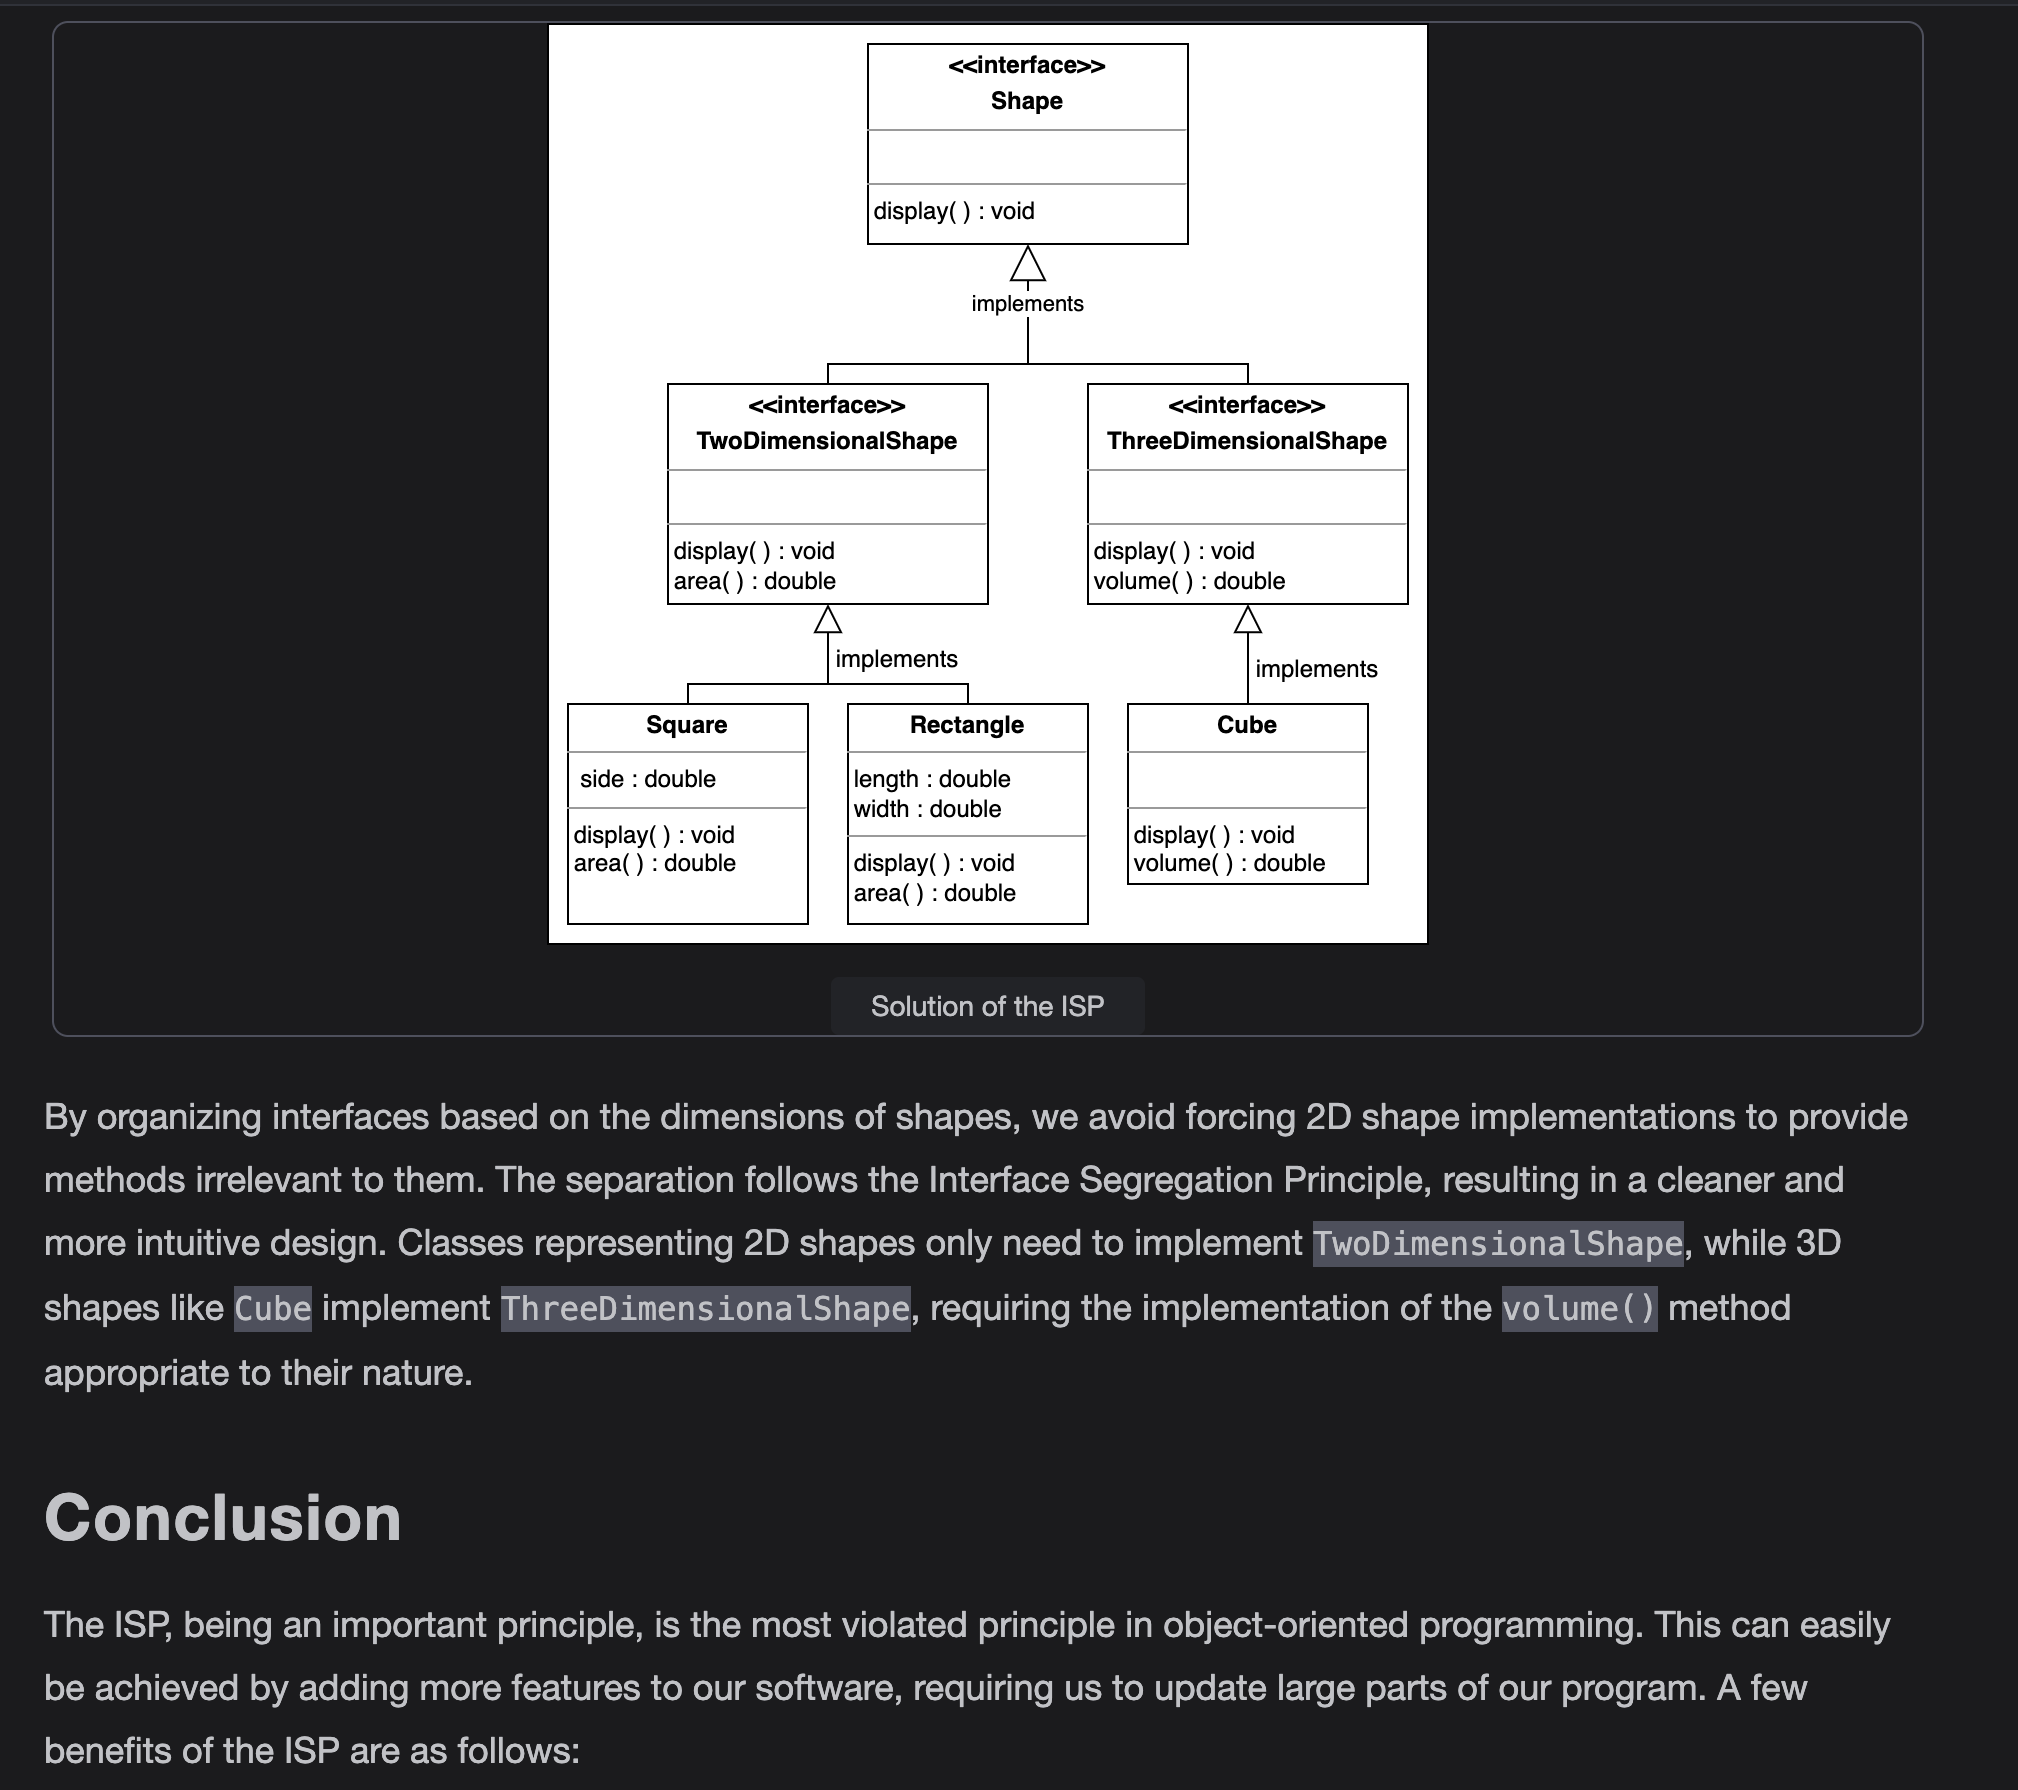 <<interface>>
Shape
display( ) : void
implements
<<interface>>
TwoDimensionalShape
display( ) : void
area( ) : double
<<interface>>
ThreeDimensionalShape
display( ) : void
volume( ) : double
implements
implements
Square
side : double
display( ) : void
area( ) : double
Rectangle
length : double
width : double
display( ) : void
area( ) : double
Cube
display( ) : void
volume( ) : double
Solution of the ISP
By organizing interfaces based on the dimensions of shapes, we avoid forcing 2D shape implementations to provide
methods irrelevant to them. The separation follows the Interface Segregation Principle, resulting in a cleaner and
more intuitive design. Classes representing 2D shapes only need to implement TwoDimensionalShape, while 3D
shapes like Cube implement ThreeDimensionalShape, requiring the implementation of the volume() method
appropriate to their nature.
Conclusion
The ISP, being an important principle, is the most violated principle in object-oriented programming. This can easily
be achieved by adding more features to our software, requiring us to update large parts of our program. A few
benefits of the ISP are as follows: